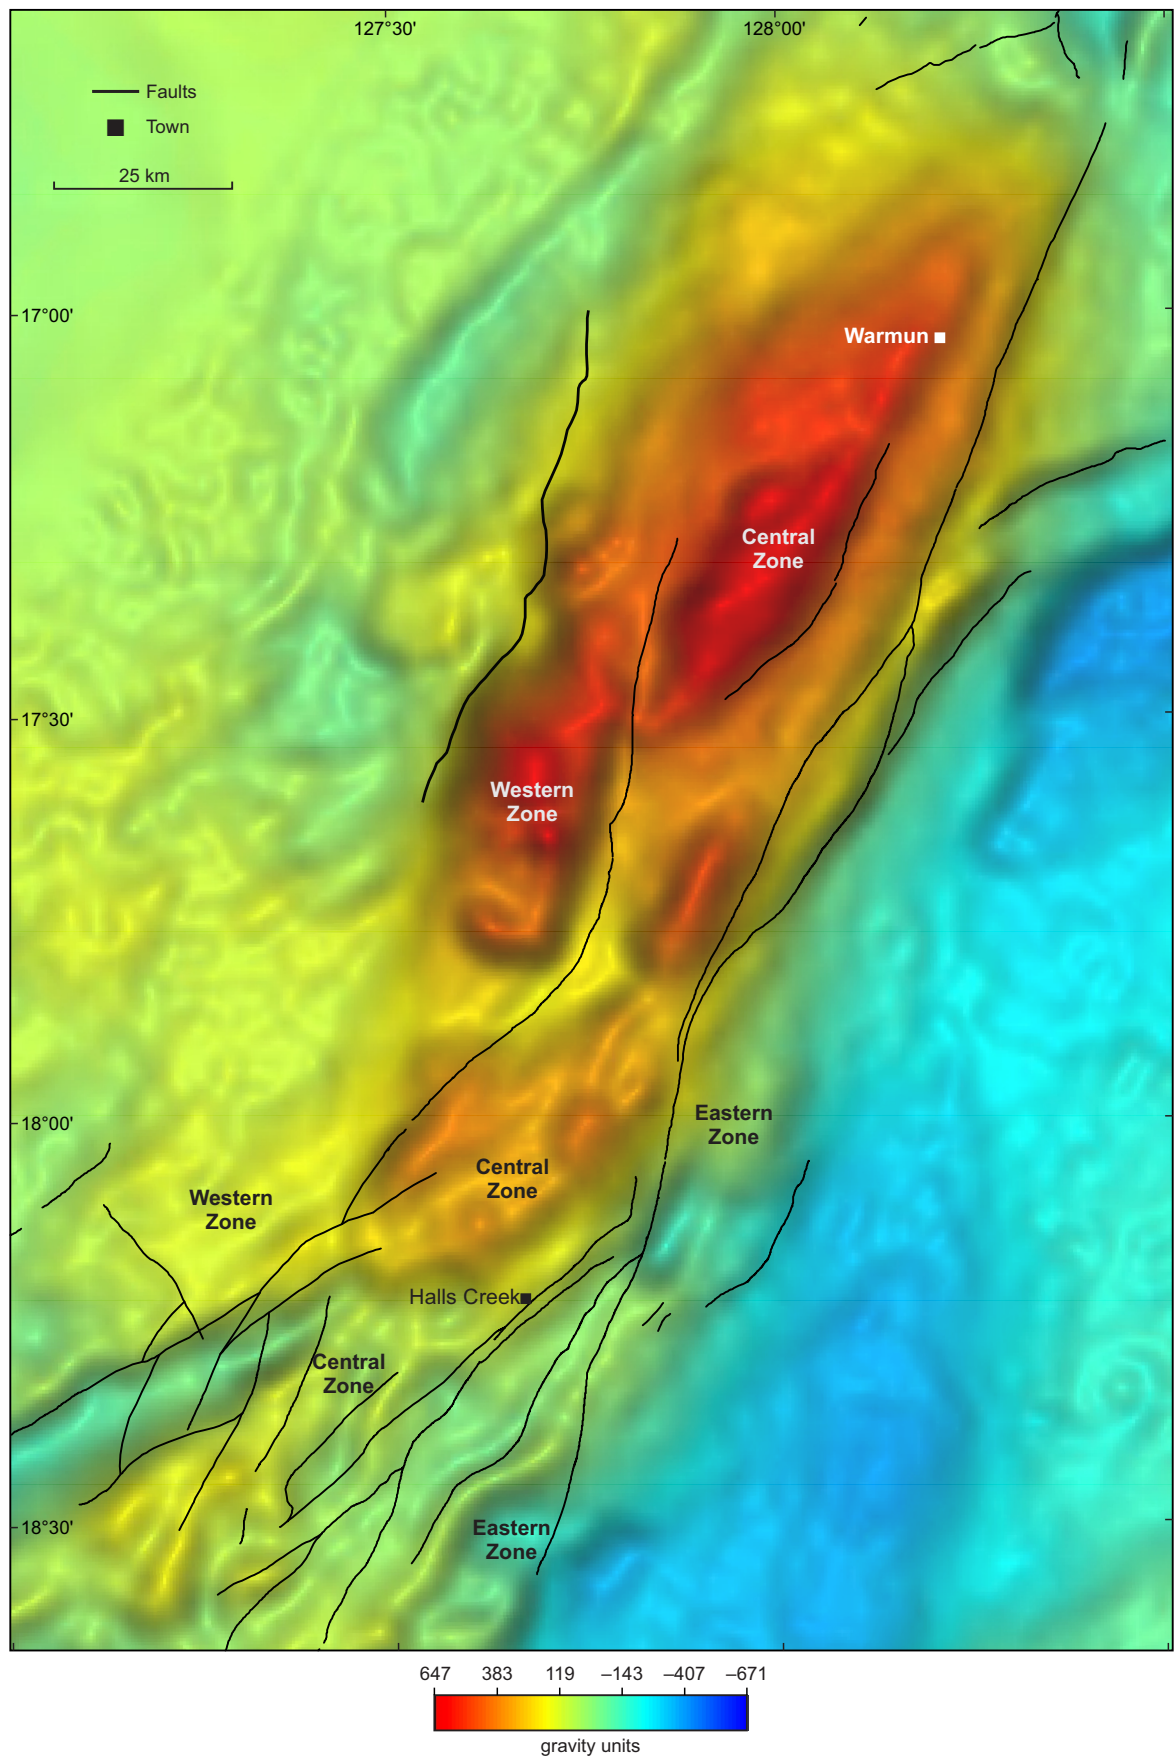 127°30'
128°00'
Faults
Town
25 km
17°00'
Warmun
Central
Zone
17°30'
Western
Zone
18°00'
Eastern
Zone
Central
Zone
Western
Zone
Halls Creek
Central
Zone
18°30'
Eastern
Zone
647 383 119 –143 –407 –671
gravity units